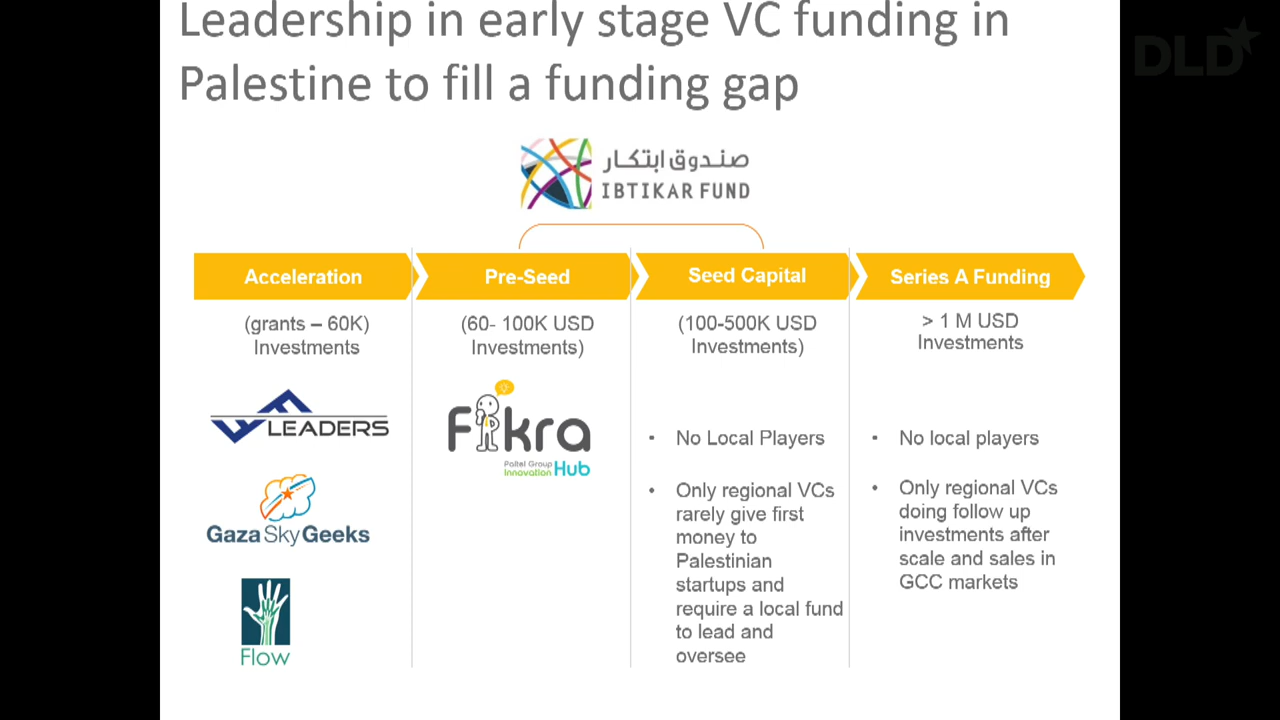 Leadership in early stage VC funding in
Palestine to fill a funding gap
DLD
صندوق ابتكار
IBTIKAR FUND
Acceleration
Pre-Seed
Seed Capital
Series A Funding
(grants – 60K)
Investments
(60- 100K USD
Investments)
(100-500K USD
Investments)
> 1 M USD
Investments
LEADERS
GazaSkyGeeks
Flow
Fikra
Paltel Group
Innovation Hub
• No Local Players
• Only regional VCs
rarely give first
money to
Palestinian
startups and
require a local fund
to lead and
oversee
• No local players
• Only regional VCs
doing follow up
investments after
scale and sales in
GCC markets